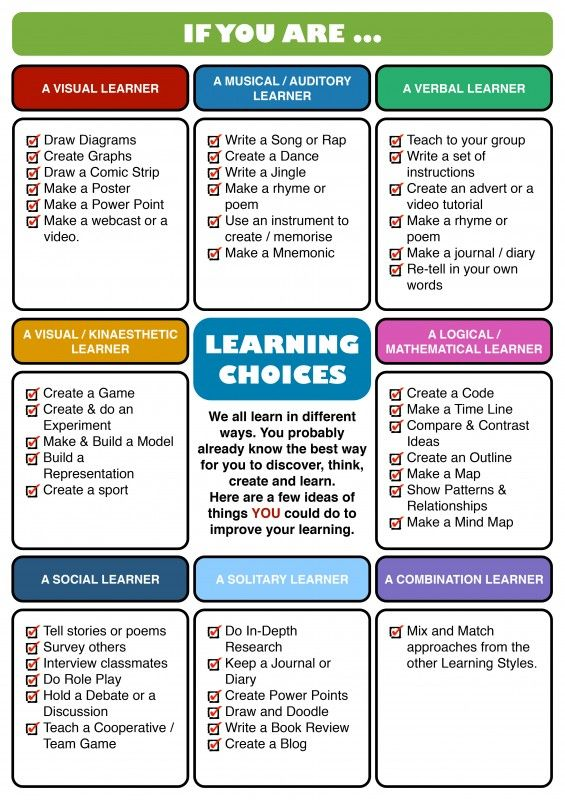 IF YOU ARE ...
A VISUAL LEARNER
Draw Diagrams
Create Graphs
Draw a Comic Strip
Make a Poster
Make a Power Point
Make a webcast or a
video.
A MUSICAL / AUDITORY
LEARNER
Write a Song or Rap
Create a Dance
Write a Jingle
Make a rhyme or
poem
Use an instrument to
create / memorise
Make a Mnemonic
A VERBAL LEARNER
Teach to your group
Write a set of
instructions
Create an advert or a
video tutorial
Make a rhyme or
poem
Make a journal / diary
Re-tell in your own
words
A VISUAL / KINAESTHETIC
LEARNER
Create a Game
Create & do an
Experiment
Make & Build a Model
Build a
Representation
Create a sport
LEARNING
CHOICES
We all learn in different
ways. You probably
already know the best way
for you to discover, think,
create and learn.
Here are a few ideas of
things YOU could do to
improve your learning.
A LOGICAL /
MATHEMATICAL LEARNER
Create a Code
Make a Time Line
Compare & Contrast
Ideas
Create an Outline
Make a Map
Show Patterns &
Relationships
Make a Mind Map
A SOCIAL LEARNER
Tell stories or poems
Survey others
Interview classmates
Do Role Play
Hold a Debate or a
Discussion
Teach a Cooperative /
Team Game
A SOLITARY LEARNER
Do In-Depth
Research
Keep a Journal or
Diary
Create Power Points
Draw and Doodle
Write a Book Review
Create a Blog
A COMBINATION LEARNER
Mix and Match
approaches from the
other Learning Styles.